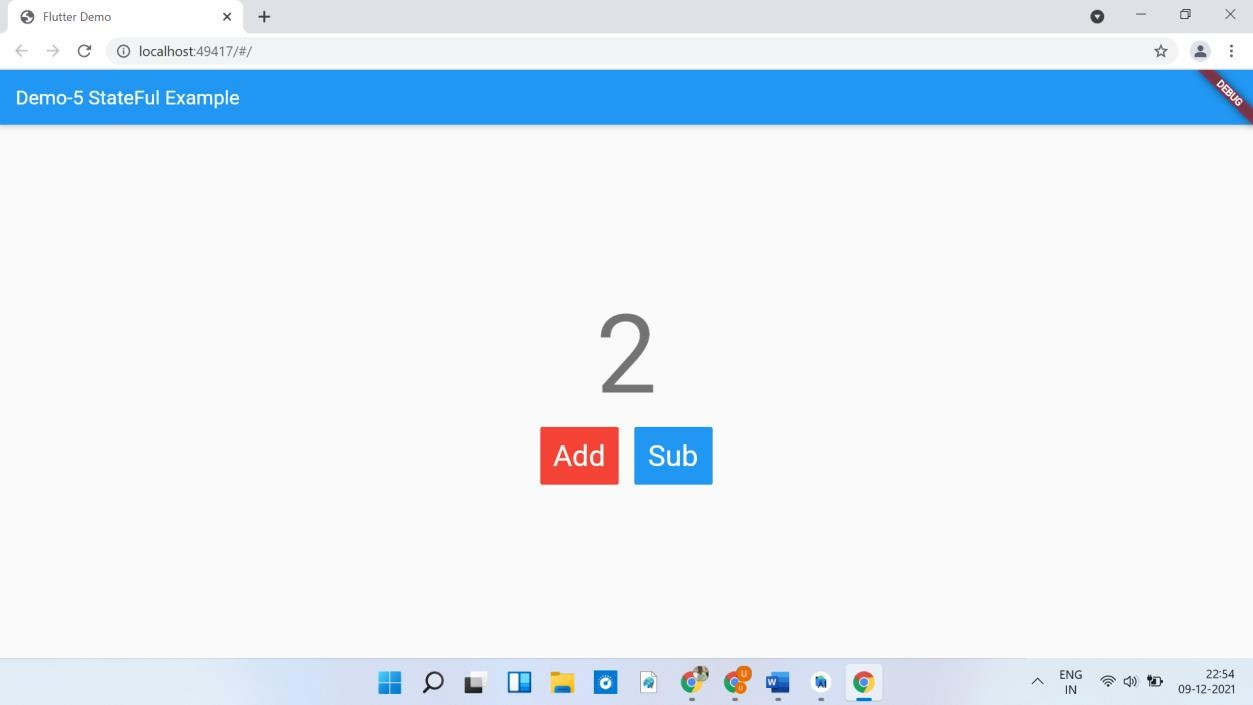 Flutter Demo
localhost:49417/#/
Demo-5 StateFul Example
DEBUG
2
Add Sub
ENG
IN
22:54
09-12-2021